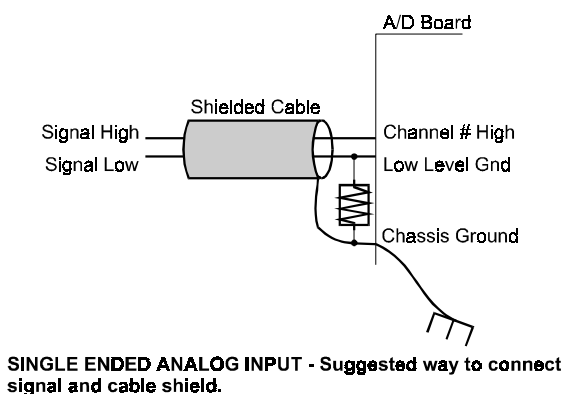 A/D Board
Shielded Cable
Signal High
Channel # High
Signal Low
Low Level Gnd
Chassis Ground
SINGLE ENDED ANALOG INPUT - Suggested way to connect
signal and cable shield.